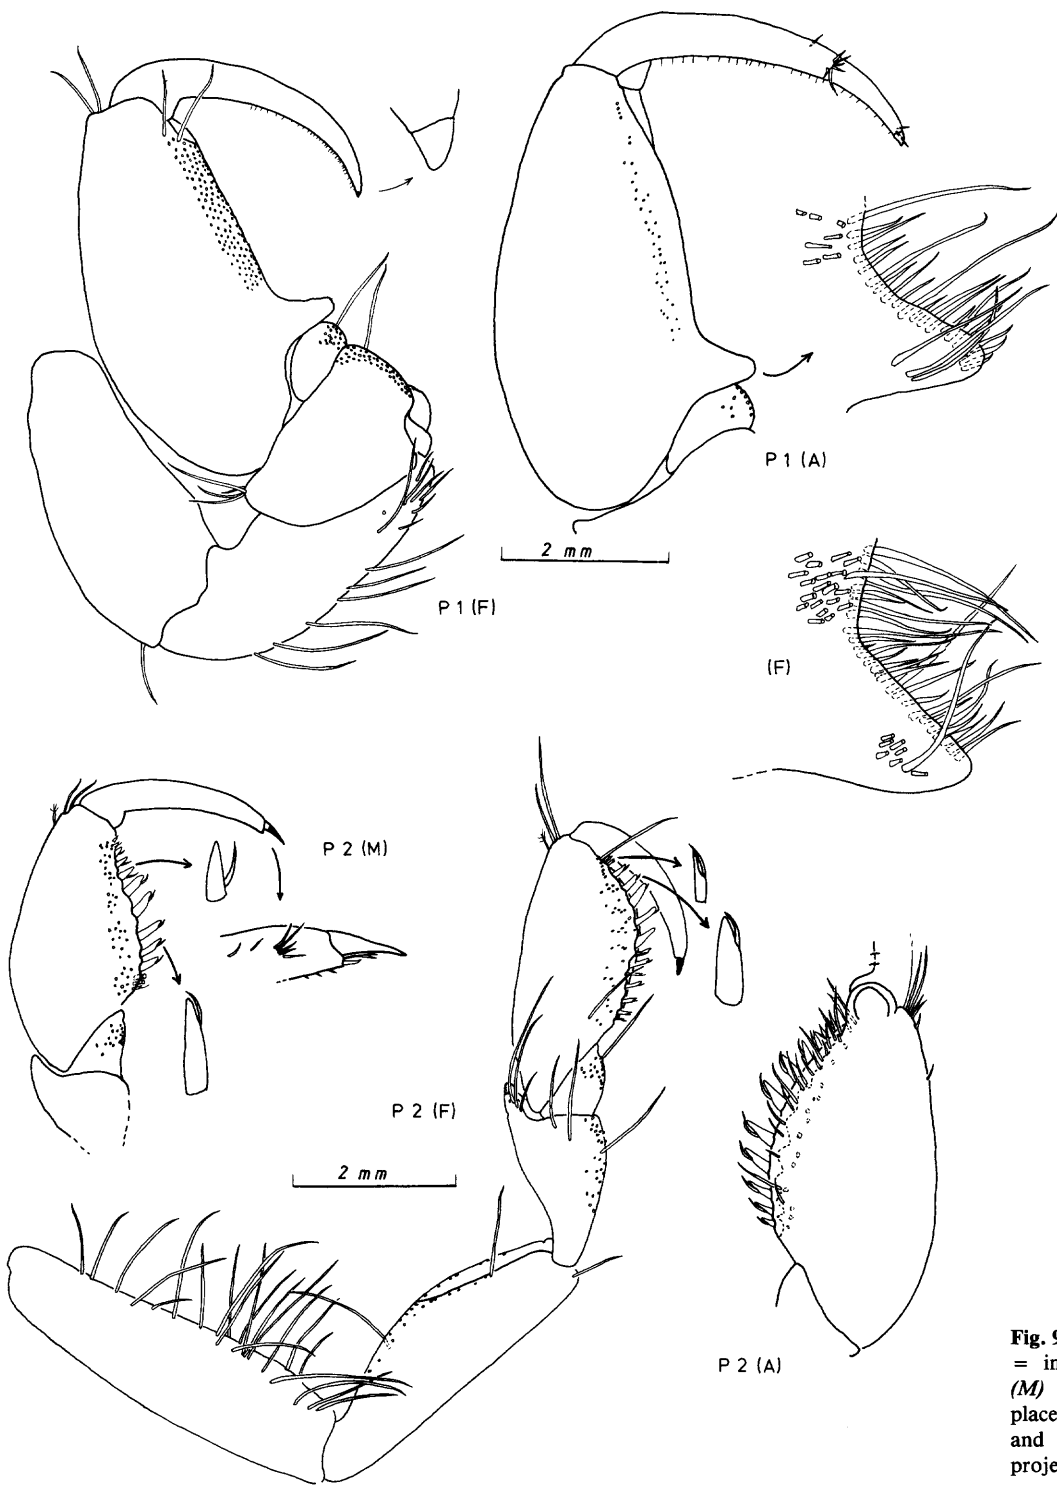 P 1 (A)
2 mm
P 1 (F)
(F)
P 2 (M)
P 2 (F)
2 mm
P 2 (A)
Fig. 9
= in
(M)
place
and
proje